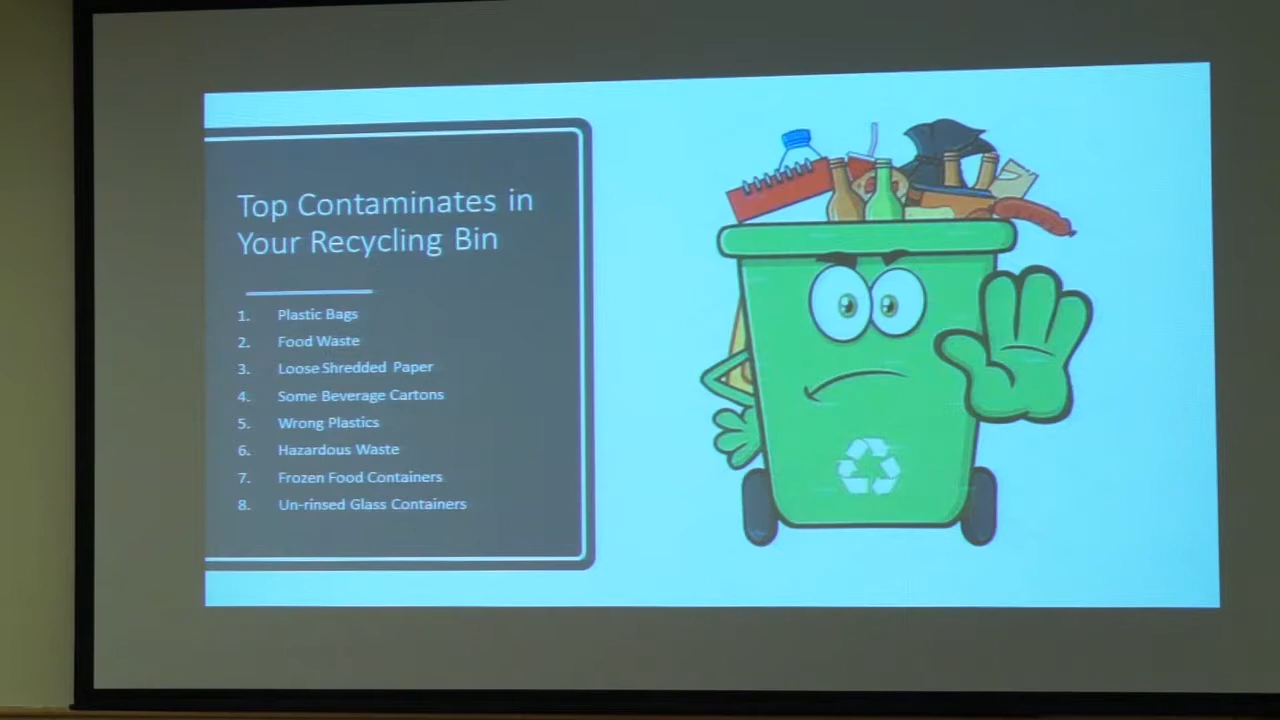 Top Contaminates in
Your Recycling Bin
1. Plastic Bags
2. Food Waste
3. Loose Shredded Paper
4. Some Beverage Cartons
5. Wrong Plastics
6. Hazardous Waste
7. Frozen Food Containers
8. Un-rinsed Glass Containers